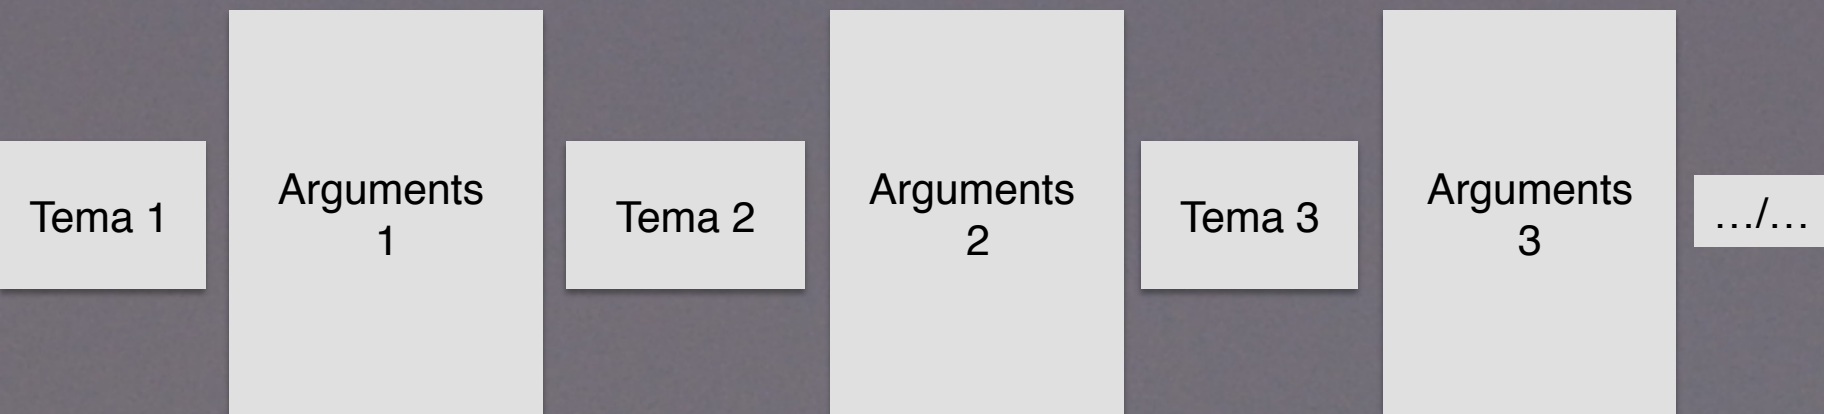 Tema 1
Arguments
1
Tema 2
Arguments
2
Tema 3
Arguments
3
…/…